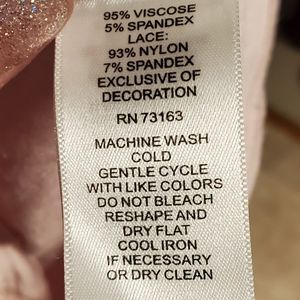 95% VISCOSE
5% SPANDEX
LACE:
93% NYLON
7% SPANDEX
EXCLUSIVE OF
DECORATION
RN 73163
MACHINE WASH
COLD
GENTLE CYCLE
WITH LIKE COLORS
DO NOT BLEACH
RESHAPE AND
DRY FLAT
COOL IRON
IF NECESSARY
OR DRY CLEAN